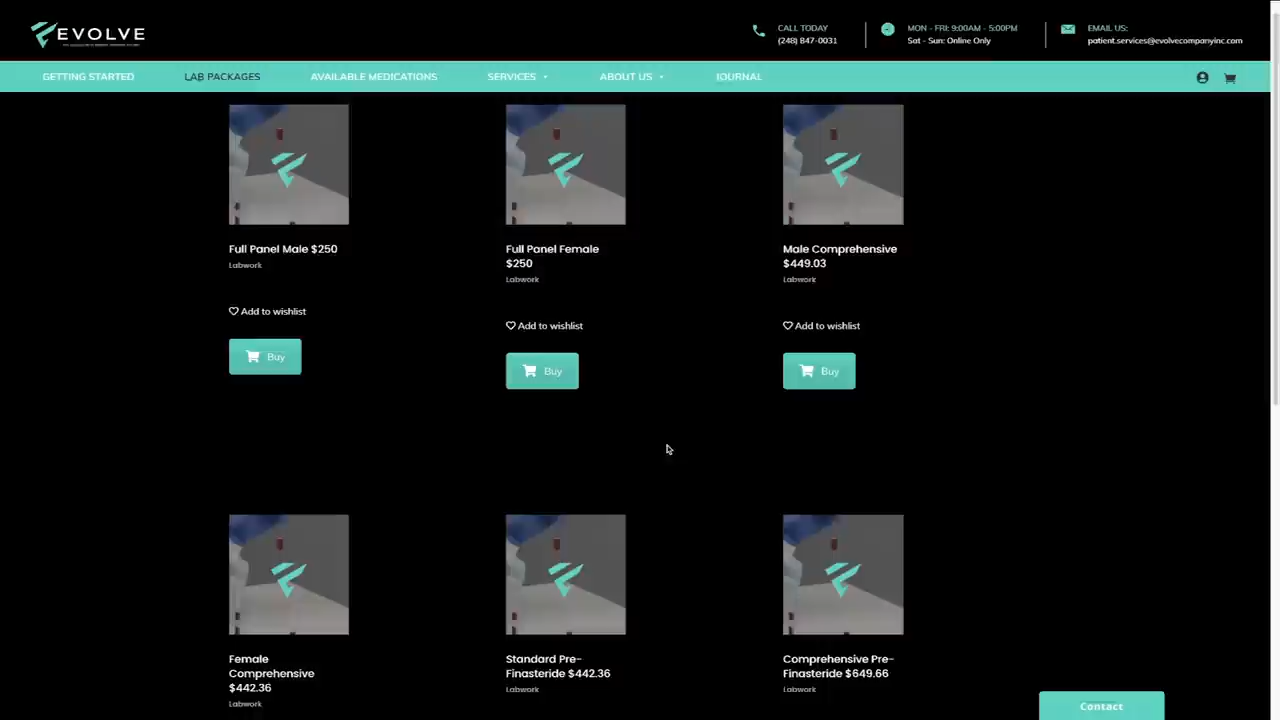 EVOLVE
CALL TODAY
(248) 847-0031
MON - FRI: 9:00AM - 5:00PM
Sat - Sun: Online Only
EMAIL US:
patient.services@evolvecompanyinc.com
GETTING STARTED
LAB PACKAGES
AVAILABLE MEDICATIONS
SERVICES
ABOUT US
JOURNAL
Full Panel Male $250
Labwork
Add to wishlist
Buy
Full Panel Female
$250
Labwork
Add to wishlist
Buy
Male Comprehensive
$449.03
Labwork
Add to wishlist
Buy
Female
Comprehensive
$442.36
Labwork
Standard Pre-
Finasteride $442.36
Labwork
Comprehensive Pre-
Finasteride $649.66
Labwork
Contact